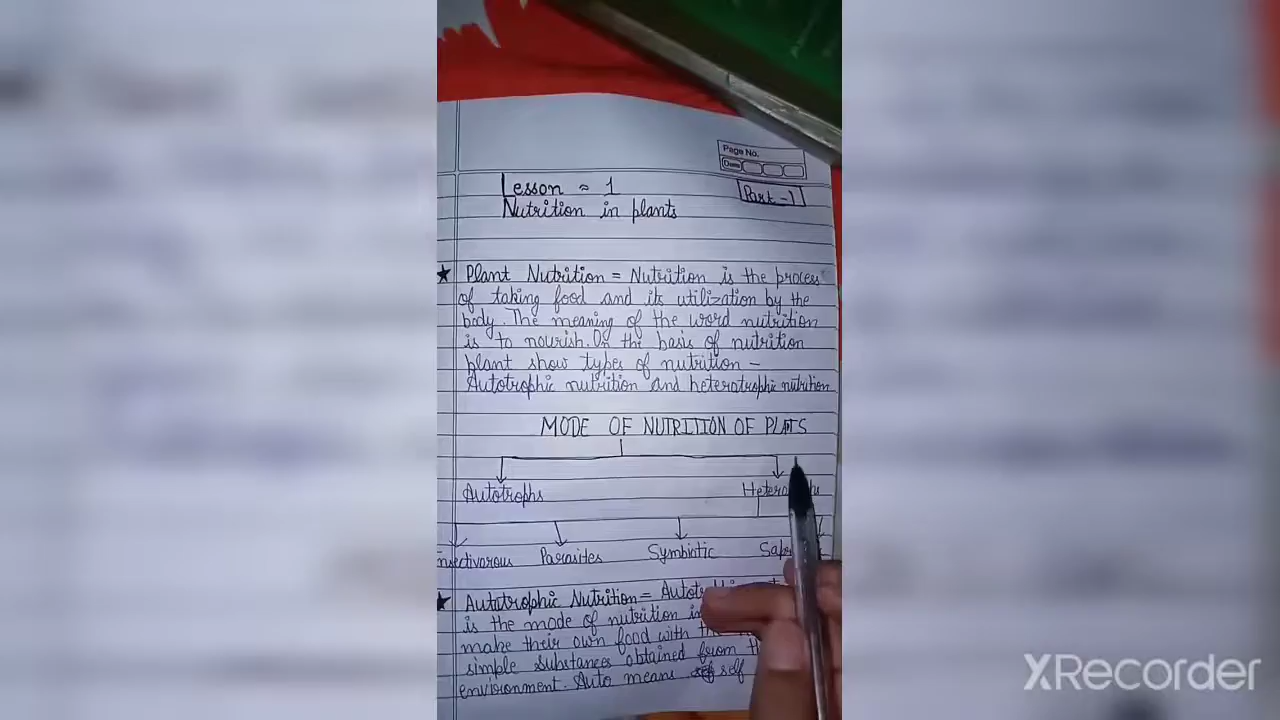 Page No.
Date
Lesson ≈ 1
Part-1
Nutrition in plants
★ Plant Nutrition = Nutrition is the process
of taking food and its utilization by the
body. The meaning of the word nutrition
is to nourish. On the basis of nutrition
plant show types of nutrition –
Autotrophic nutrition and heterotrophic nutrition
MODE OF NUTRITION OF PLATS
Autotrophs
insectivarous Parasites Symbiotic
★ Aututrophic Nutrition =
is the mode of nutrition
make their own food with
simple substances obtained from
environment. Auto means self
XRecorder